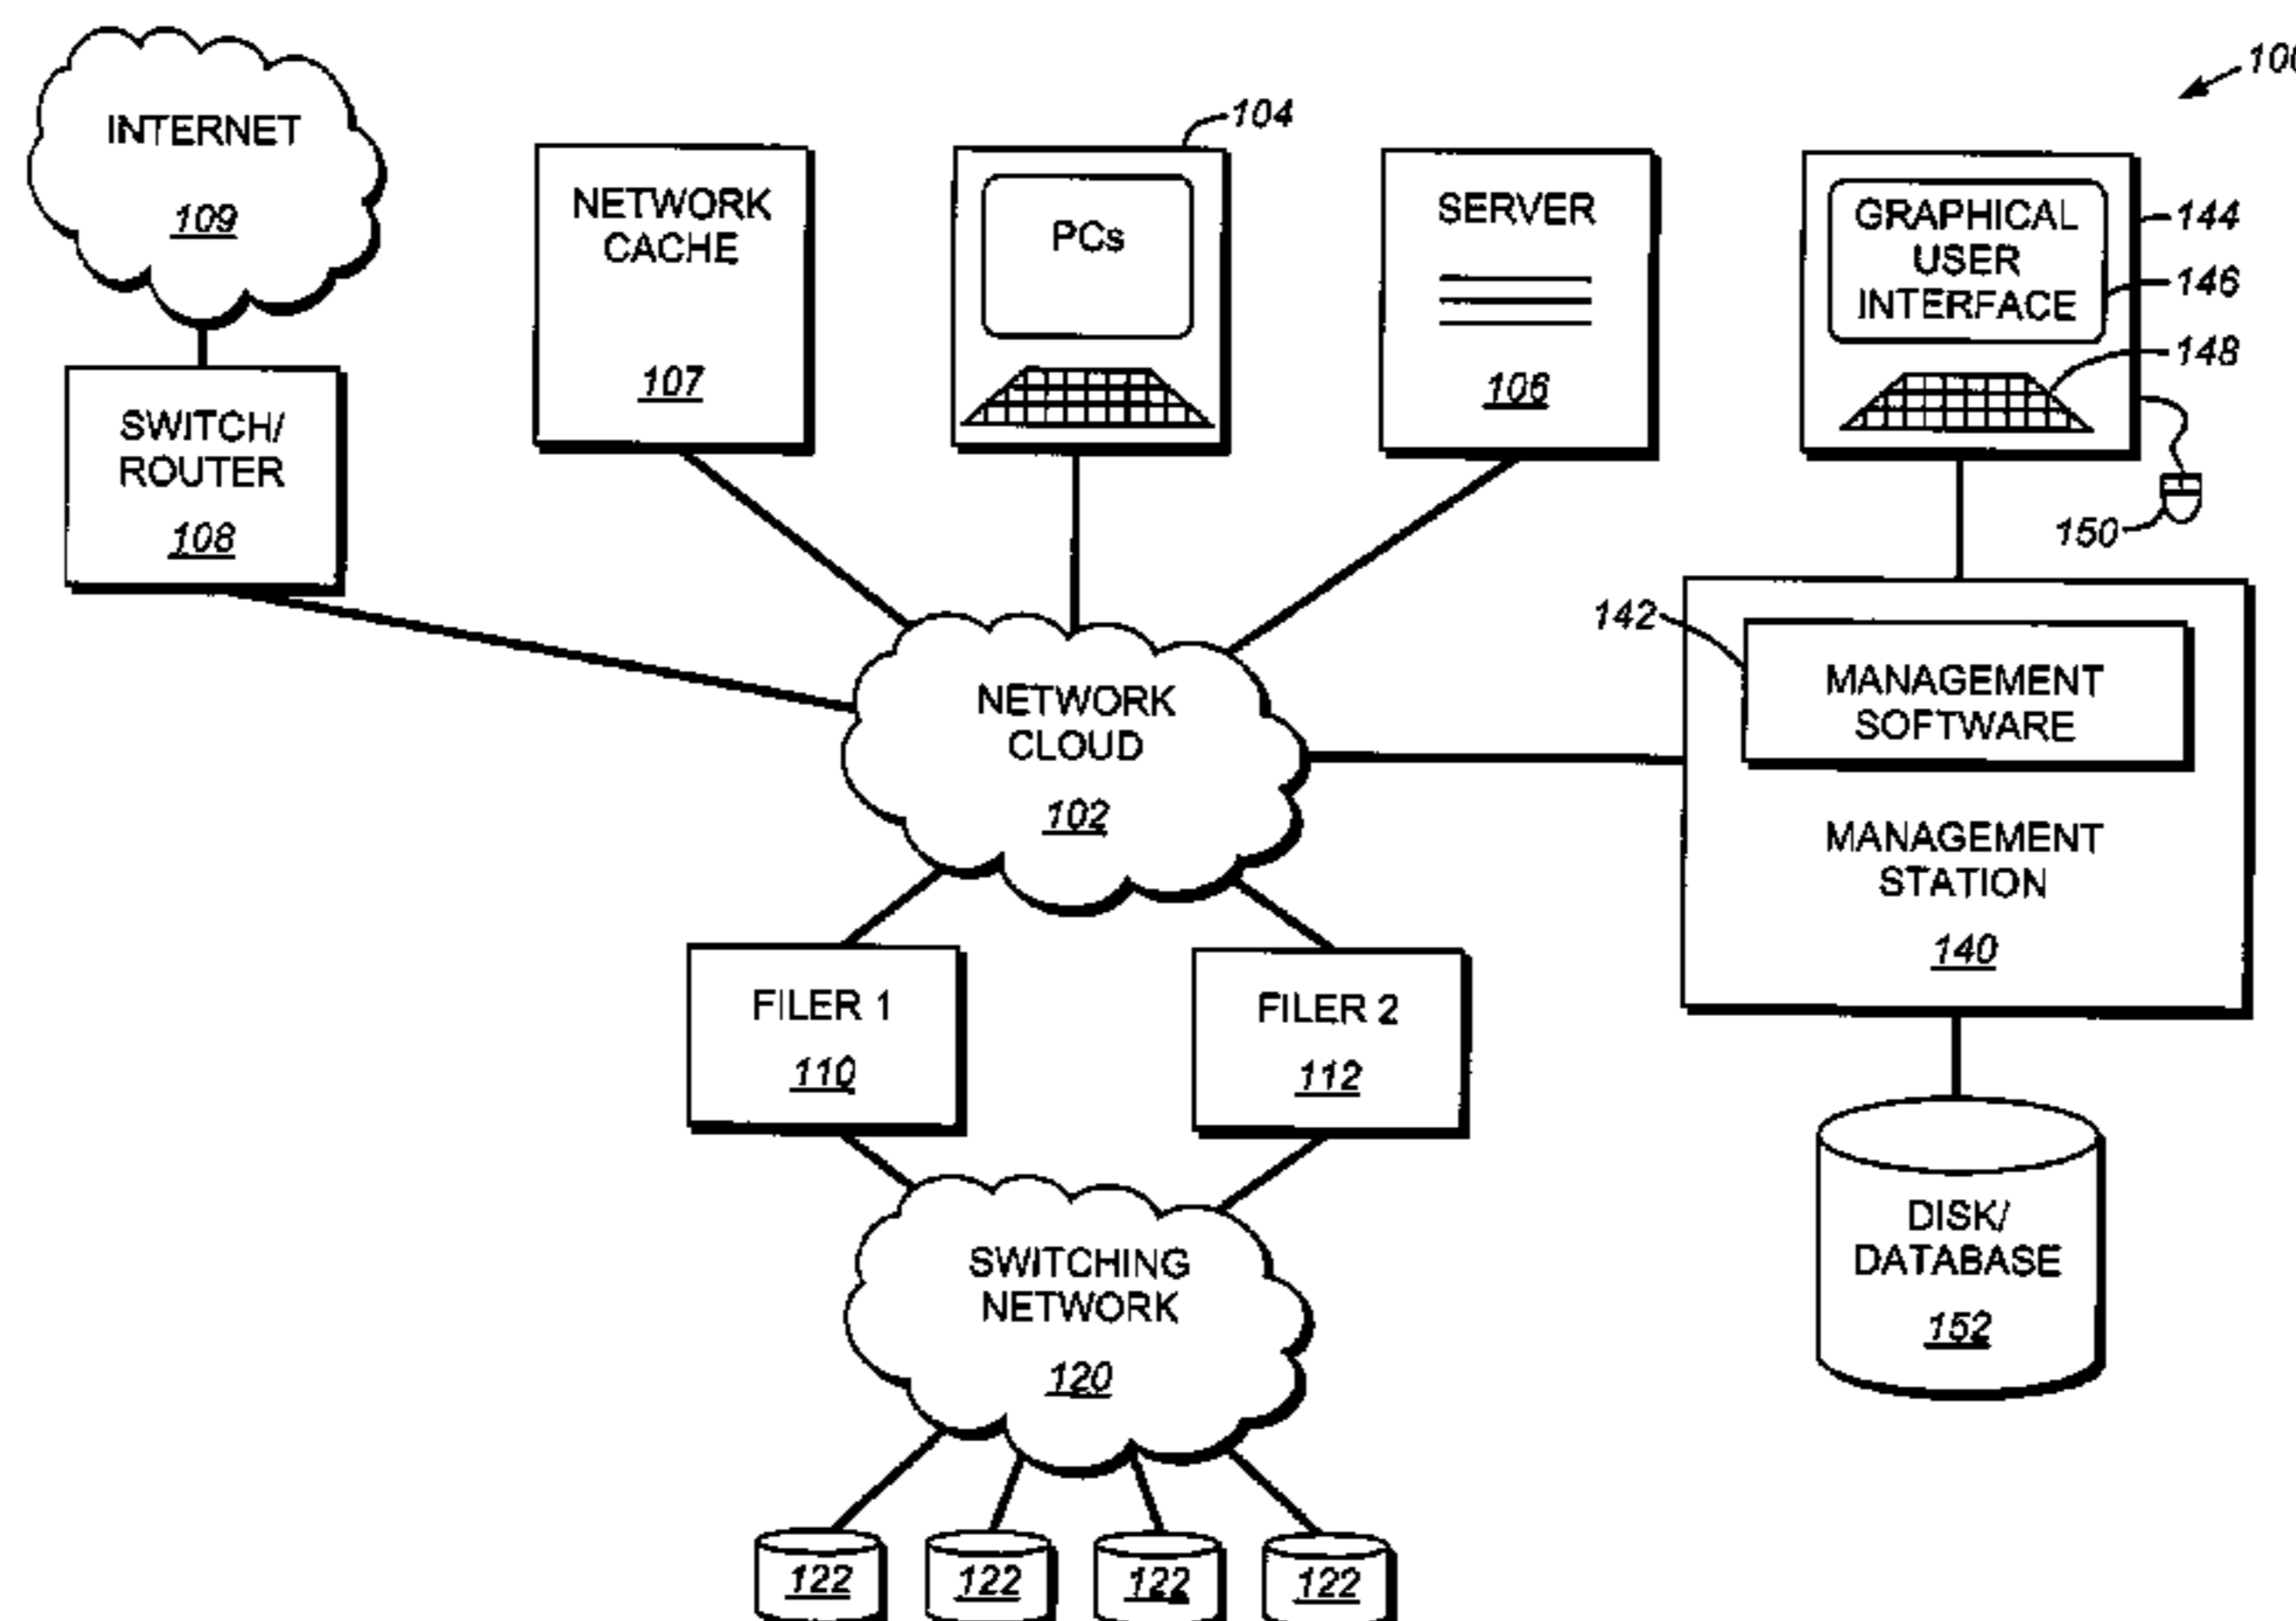 100
INTERNET
109
NETWORK
CACHE
107
104
PCs
SERVER
106
GRAPHICAL
USER
INTERFACE
144
146
148
150
SWITCH/
ROUTER
108
142
MANAGEMENT
SOFTWARE
MANAGEMENT
STATION
140
NETWORK
CLOUD
102
FILER 1
110
FILER 2
112
SWITCHING
NETWORK
120
DISK/
DATABASE
152
122
122
122
122